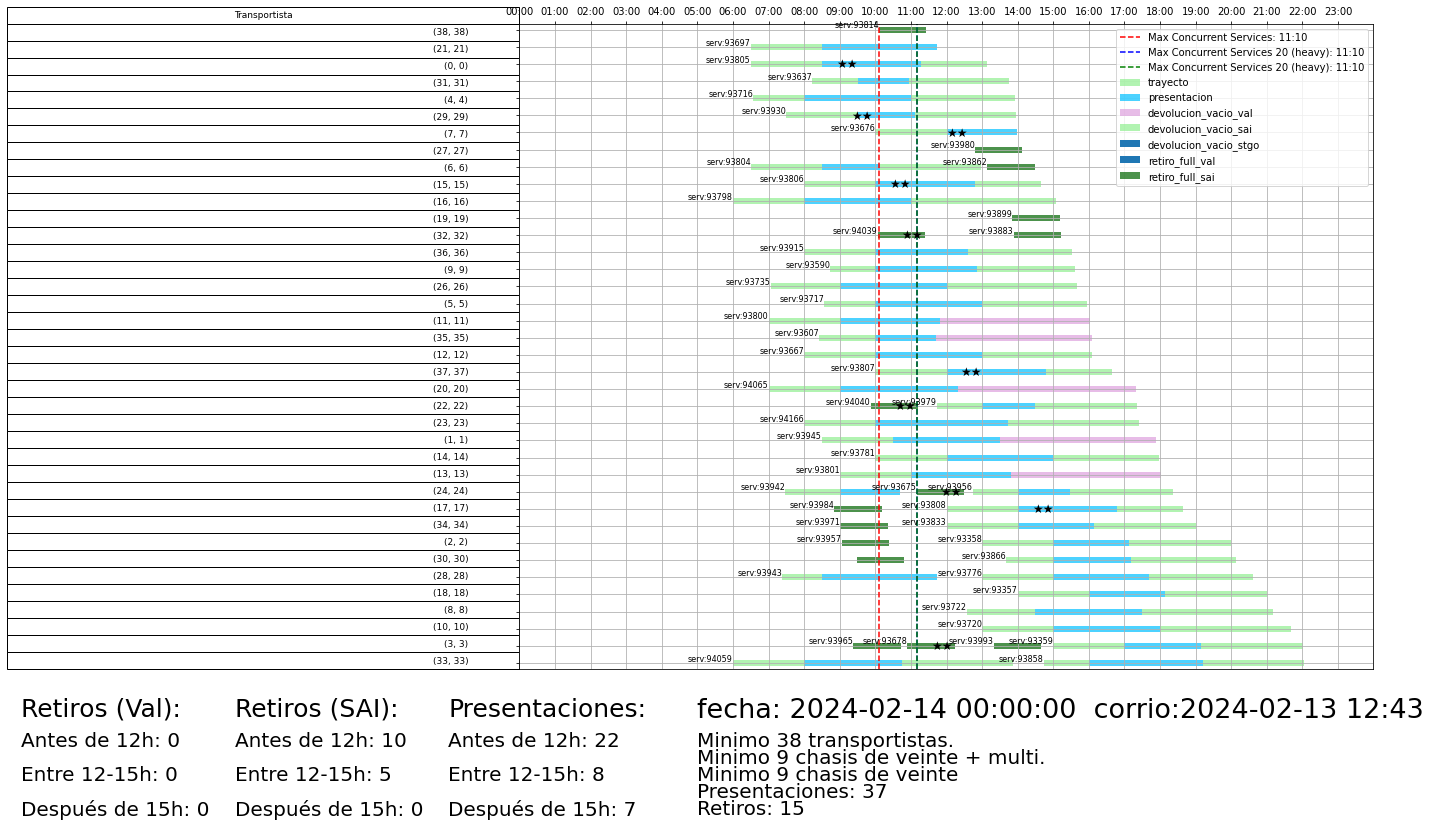 Transportista
00:00 01:00 02:00 03:00 04:00 05:00 06:00 07:00 08:00 09:00 10:00 11:00 12:00 13:00 14:00 15:00 16:00 17:00 18:00 19:00 20:00 21:00 22:00 23:00
Max Concurrent Services: 11:10
Max Concurrent Services 20 (heavy): 11:10
Max Concurrent Services 20 (heavy): 11:10
trayecto
presentacion
devolucion_vacio_val
devolucion_vacio_sai
devolucion_vacio_stgo
retiro_full_val
retiro_full_sai
(38, 38) serv:93814
(21, 21) serv:93697
(0, 0) serv:93805
(31, 31) serv:93637
(4, 4) serv:93716
(29, 29) serv:93930
(7, 7) serv:93676
(27, 27) serv:93980
(6, 6) serv:93804 serv:93862
(15, 15) serv:93806
(16, 16) serv:93798
(19, 19) serv:93899
(32, 32) serv:94039 serv:93883
(36, 36) serv:93915
(9, 9) serv:93590
(26, 26) serv:93735
(5, 5) serv:93717
(11, 11) serv:93800
(35, 35) serv:93607
(12, 12) serv:93667
(37, 37) serv:93807
(20, 20) serv:94065
(22, 22) serv:94040 serv:93979
(23, 23) serv:94166
(1, 1) serv:93945
(14, 14) serv:93781
(13, 13) serv:93801
(24, 24) serv:93942 serv:93675 serv:93956
(17, 17) serv:93984 serv:93808
(34, 34) serv:93971 serv:93833
(2, 2) serv:93957 serv:93358
(30, 30) serv:93866
(28, 28) serv:93943 serv:93776
(18, 18) serv:93357
(8, 8) serv:93722
(10, 10) serv:93720
(3, 3) serv:93965 serv:93678 serv:93993 serv:93359
(33, 33) serv:94059 serv:93858
Retiros (Val):
Antes de 12h: 0
Entre 12-15h: 0
Después de 15h: 0
Retiros (SAI):
Antes de 12h: 10
Entre 12-15h: 5
Después de 15h: 0
Presentaciones:
Antes de 12h: 22
Entre 12-15h: 8
Después de 15h: 7
fecha: 2024-02-14 00:00:00 corrio:2024-02-13 12:43
Minimo 38 transportistas.
Minimo 9 chasis de veinte + multi.
Minimo 9 chasis de veinte
Presentaciones: 37
Retiros: 15